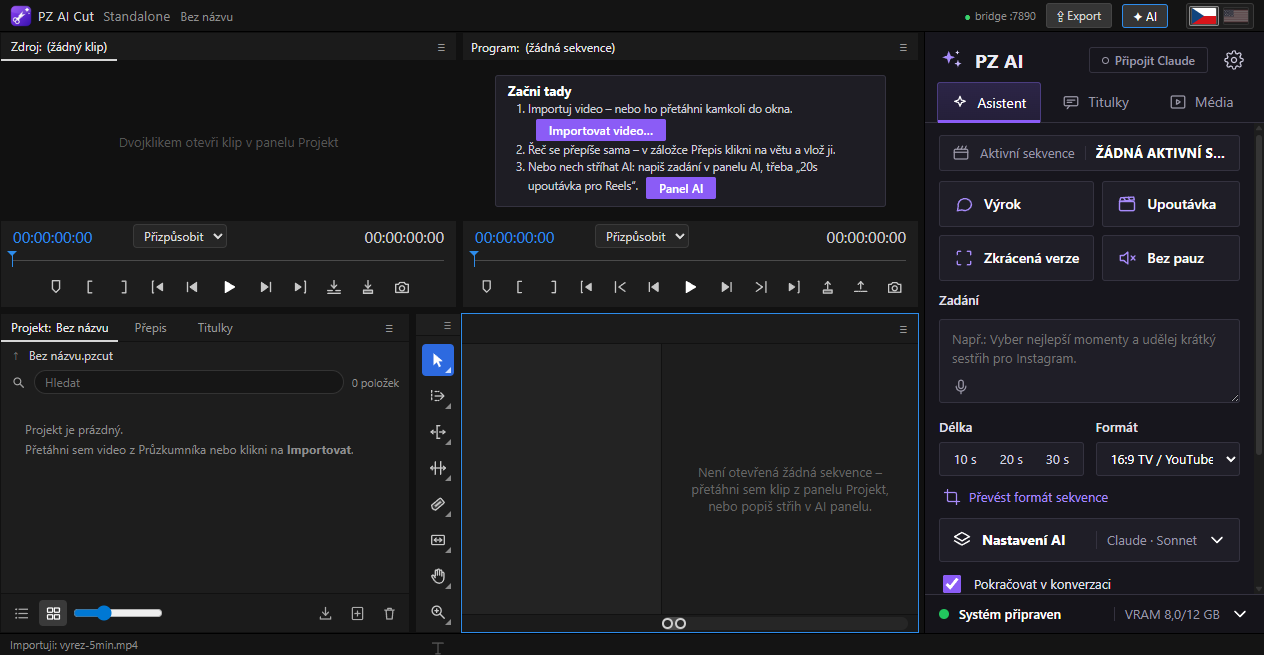 PZ AI Cut Standalone Bez názvu
bridge :7890 Export AI
Zdroj: (žádný klip)
Dvojklikem otevři klip v panelu Projekt
00:00:00:00 Přizpůsobit 00:00:00:00
Program: (žádná sekvence)
Začni tady
1. Importuj video – nebo ho přetáhni kamkoli do okna.
Importovat video...
2. Řeč se přepíše sama – v záložce Přepis klikni na větu a vlož ji.
3. Nebo nech stříhat AI: napiš zadání v panelu AI, třeba „20s
upoutávka pro Reels“. Panel AI
00:00:00:00 Přizpůsobit 00:00:00:00
Projekt: Bez názvu Přepis Titulky
Bez názvu.pzcut
Hledat 0 položek
Projekt je prázdný.
Přetáhni sem video z Průzkumníka nebo klikni na Importovat.
Není otevřená žádná sekvence –
přetáhni sem klip z panelu Projekt,
nebo popiš střih v AI panelu.
Importuji: vyrez-5min.mp4
PZ AI Připojit Claude
Asistent Titulky Média
Aktivní sekvence ŽÁDNÁ AKTIVNÍ S...
Výrok Upoutávka
Zkrácená verze Bez pauz
Zadání
Např.: Vyber nejlepší momenty a udělej krátký
sestřih pro Instagram.
Délka Formát
10 s 20 s 30 s 16:9 TV / YouTube
Převést formát sekvence
Nastavení AI Claude · Sonnet
Pokračovat v konverzaci
Systém připraven VRAM 8,0/12 GB